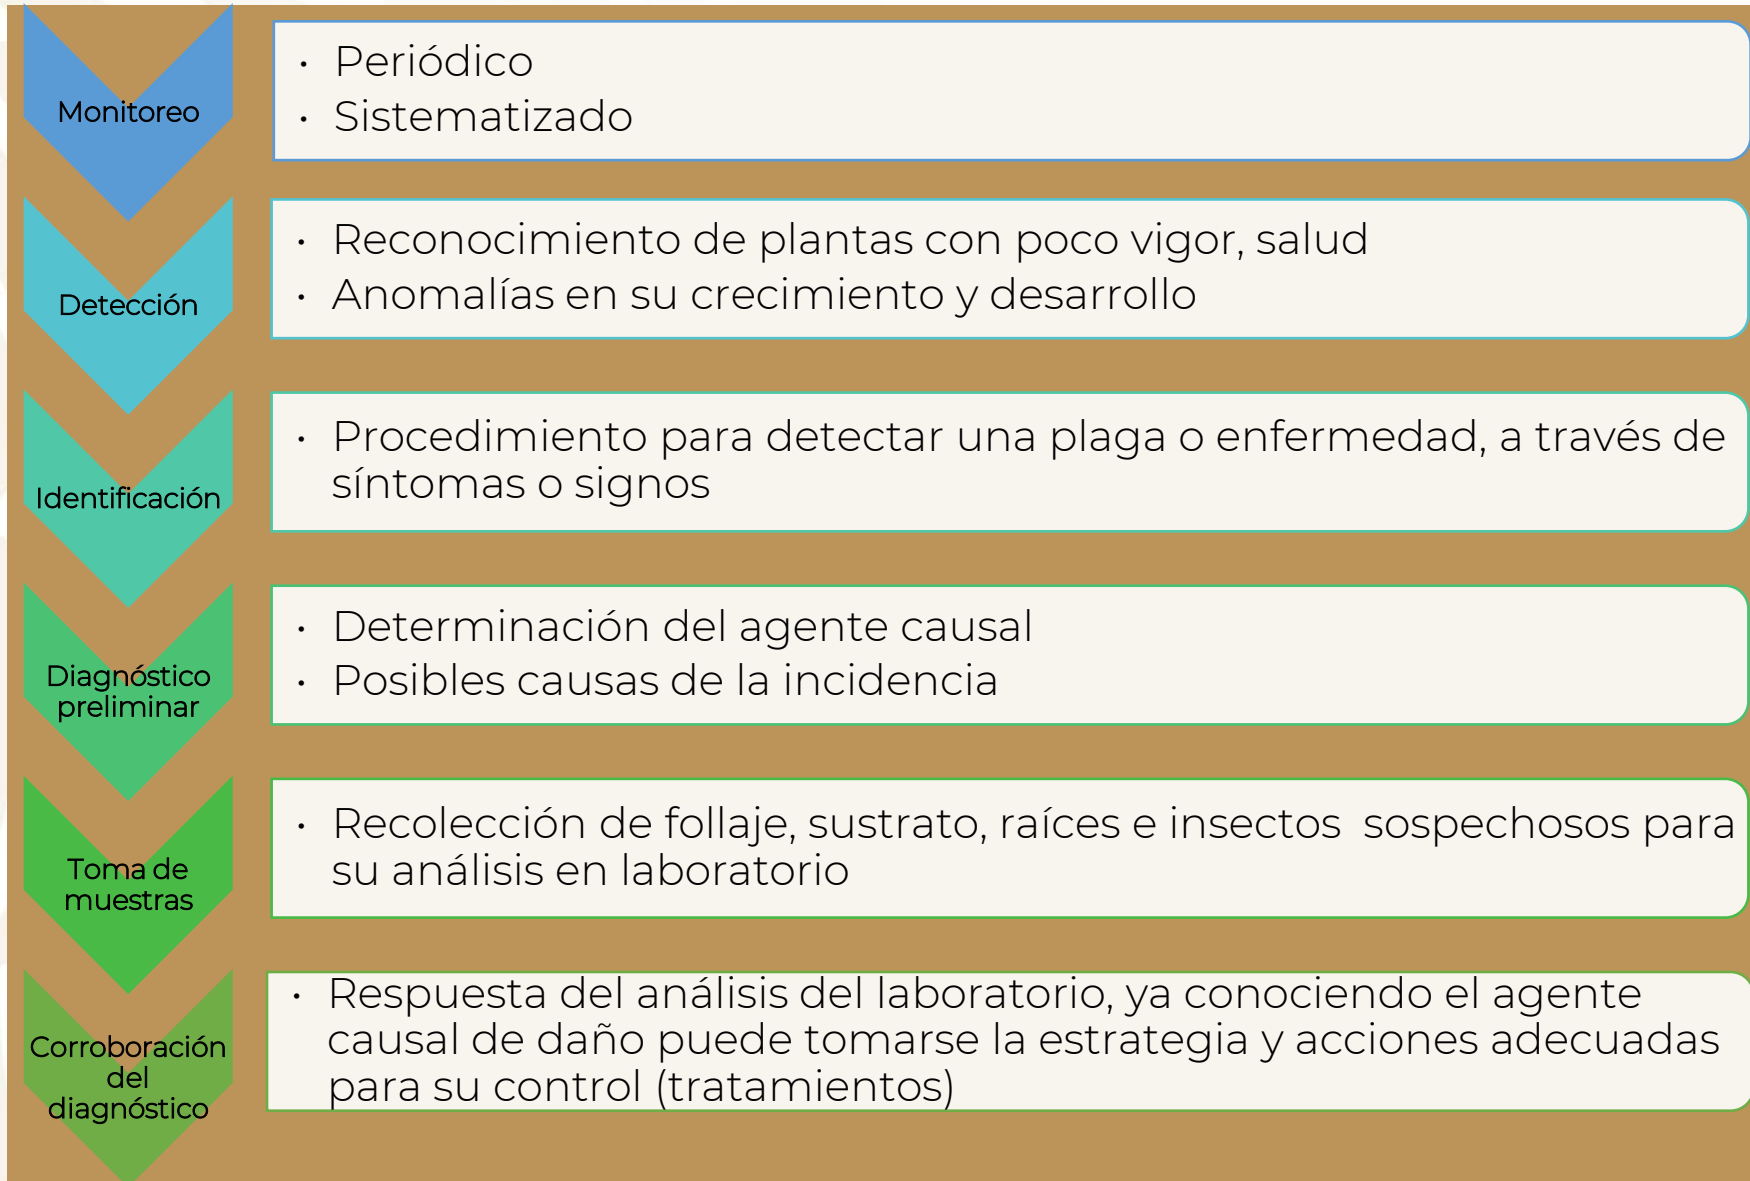 Monitoreo
• Periódico
• Sistematizado
Detección
• Reconocimiento de plantas con poco vigor, salud
• Anomalías en su crecimiento y desarrollo
Identificación
• Procedimiento para detectar una plaga o enfermedad, a través de
síntomas o signos
Diagnóstico
preliminar
• Determinación del agente causal
• Posibles causas de la incidencia
Toma de
muestras
• Recolección de follaje, sustrato, raíces e insectos  sospechosos para
su análisis en laboratorio
Corroboración
del
diagnóstico
• Respuesta del análisis del laboratorio, ya conociendo el agente
causal de daño puede tomarse la estrategia y acciones adecuadas
para su control (tratamientos)